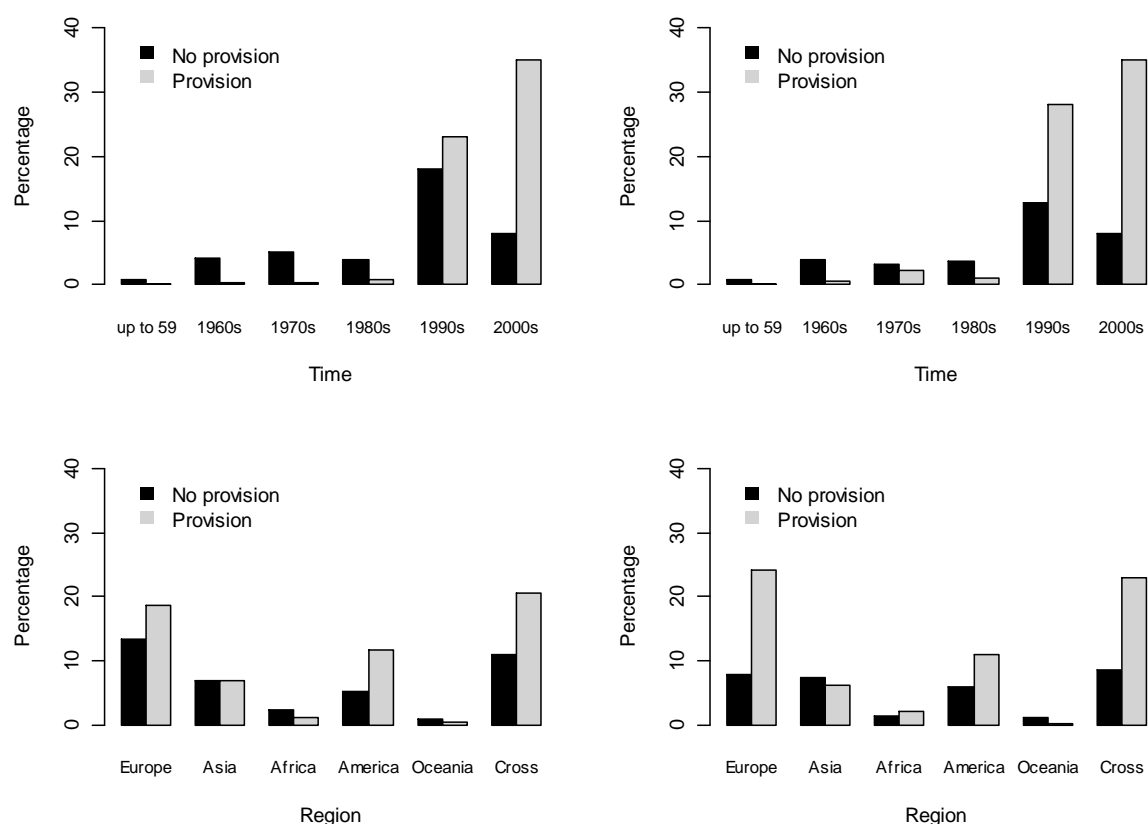 40
30
20
10
0
Percentage
No provision
Provision
up to 59 1960s 1970s 1980s 1990s 2000s
Time
40
30
20
10
0
Percentage
No provision
Provision
up to 59 1960s 1970s 1980s 1990s 2000s
Time
40
30
20
10
0
Percentage
No provision
Provision
Europe Asia Africa America Oceania Cross
Region
40
30
20
10
0
Percentage
No provision
Provision
Europe Asia Africa America Oceania Cross
Region